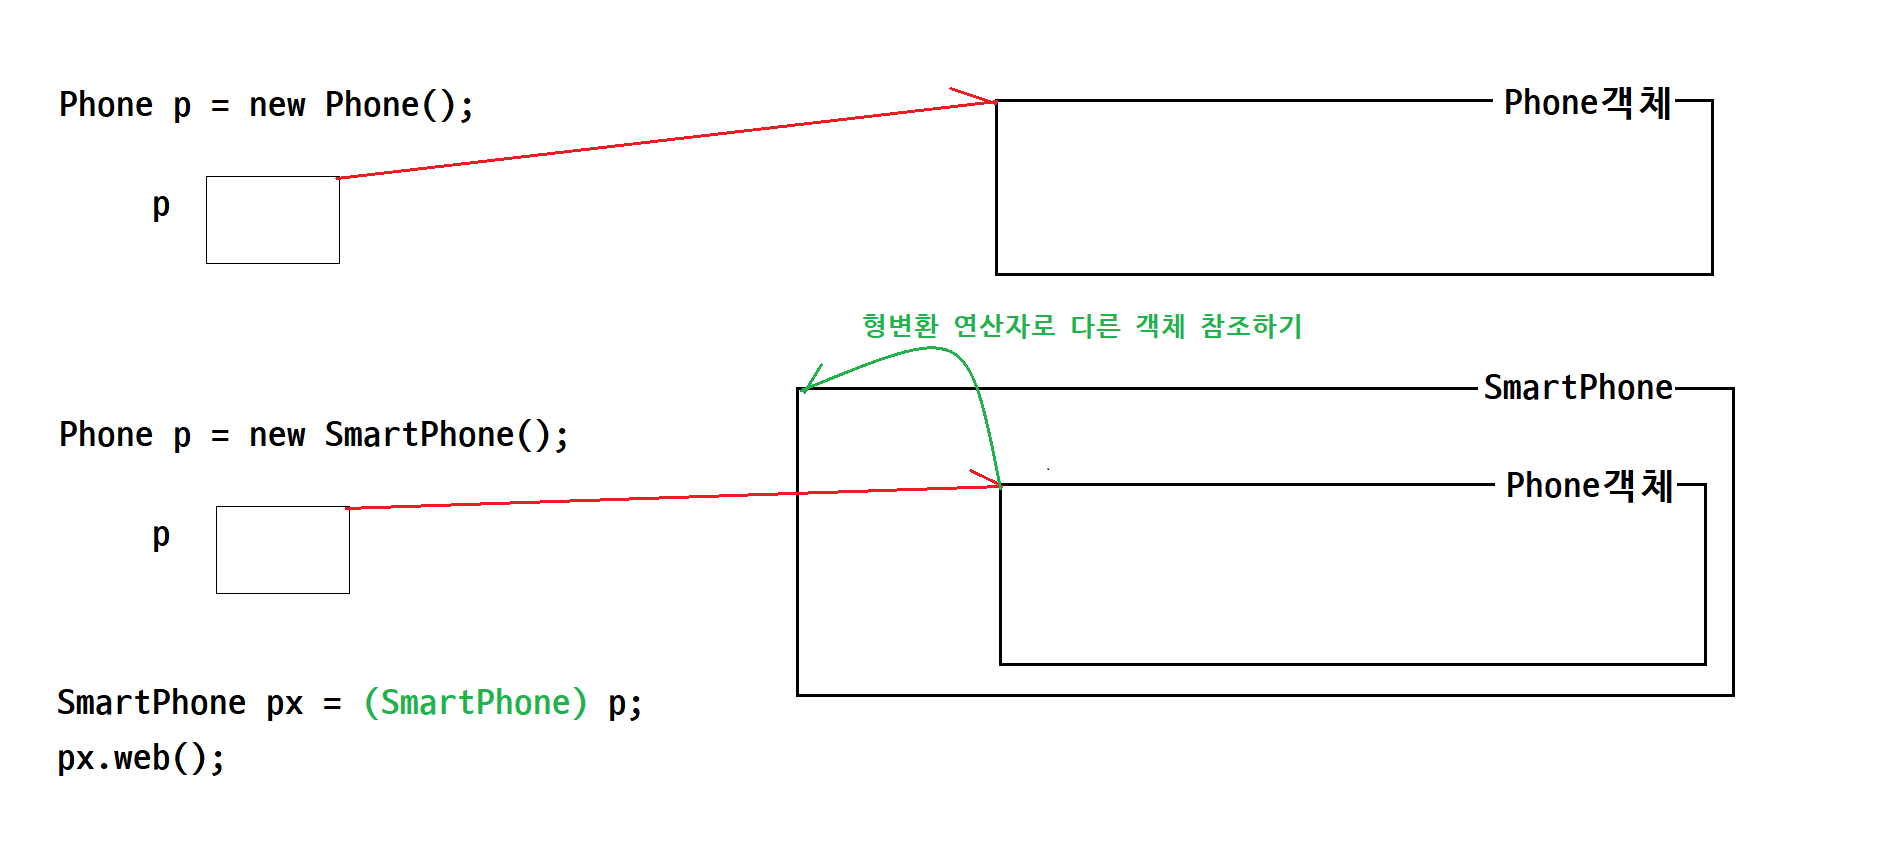 Phone p = new Phone();
Phone객체
p
형변환 연산자로 다른 객체 참조하기
SmartPhone
Phone p = new SmartPhone();
Phone객체
p
SmartPhone px = (SmartPhone) p;
px.web();